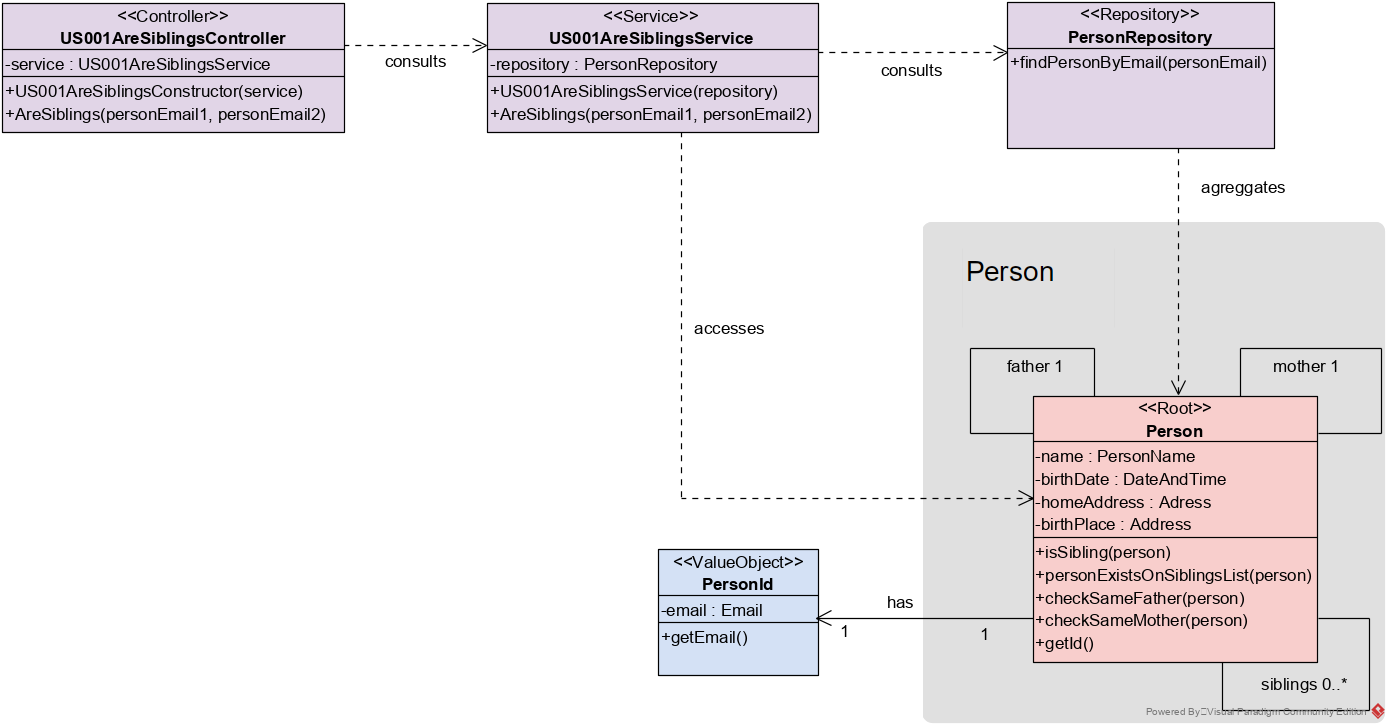 <<Controller>>
US001AreSiblingsController
-service : US001AreSiblingsService
+US001AreSiblingsConstructor(service)
+AreSiblings(personEmail1, personEmail2)
consults
<<Service>>
US001AreSiblingsService
-repository : PersonRepository
+US001AreSiblingsService(repository)
+AreSiblings(personEmail1, personEmail2)
consults
<<Repository>>
PersonRepository
+findPersonByEmail(personEmail)
agreggates
accesses
Person
father 1
mother 1
<<Root>>
Person
-name : PersonName
-birthDate : DateAndTime
-homeAddress : Adress
-birthPlace : Address
+isSibling(person)
+personExistsOnSiblingsList(person)
+checkSameFather(person)
+checkSameMother(person)
+getId()
<<ValueObject>>
PersonId
-email : Email
+getEmail()
has
1
1
siblings 0..*
Powered By Visual Paradigm Community Edition